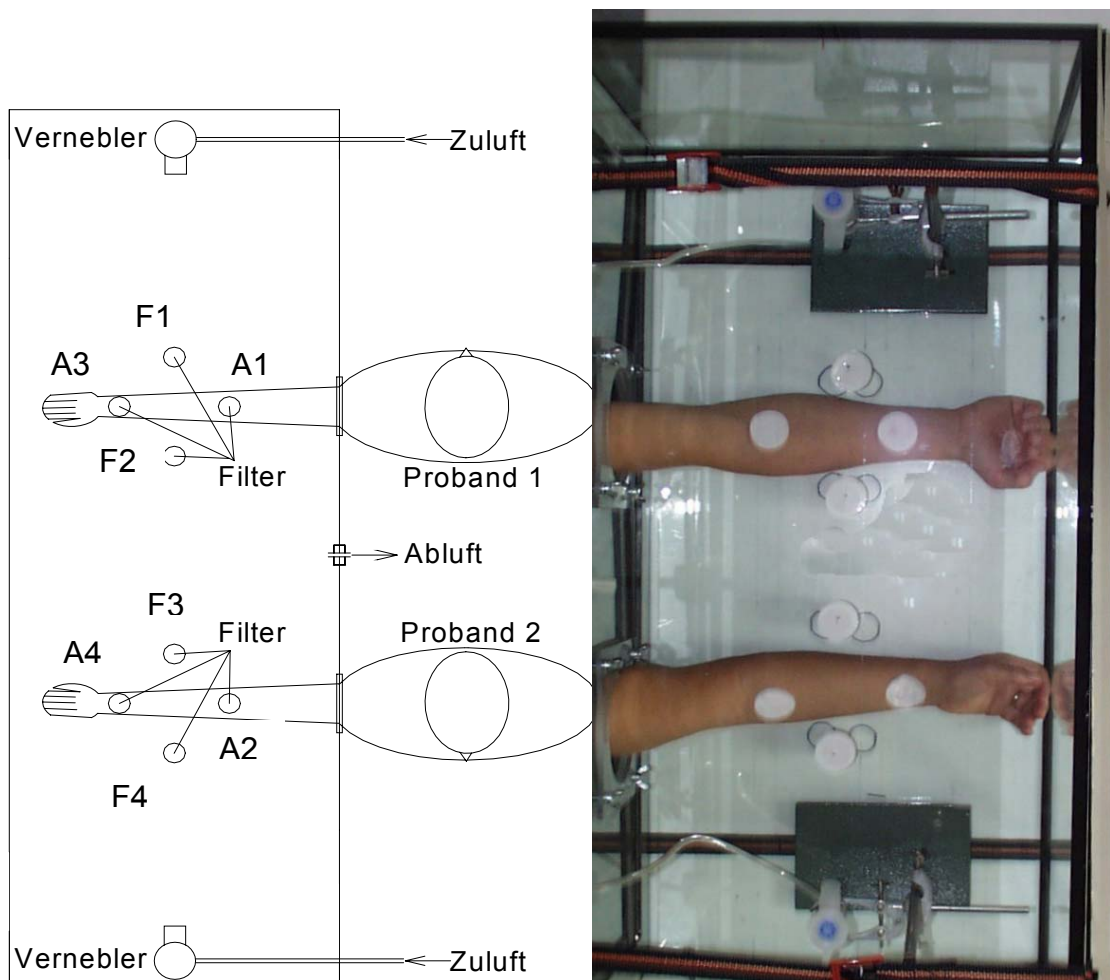 Vernebler
Zuluft
F1
A3
A1
F2
Filter
Proband 1
Abluft
F3
Filter
Proband 2
A4
A2
F4
Vernebler
Zuluft